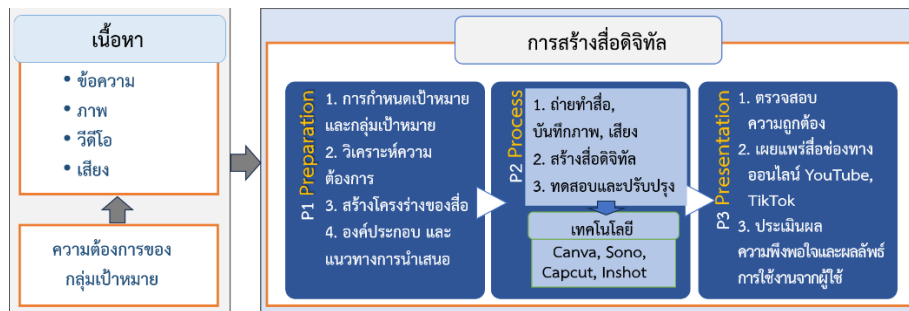 เนื้อหา
• ข้อความ
• ภาพ
• วีดีโอ
• เสียง
ความต้องการของ
กลุ่มเป้าหมาย
การสร้างสื่อดิจิทัล
P1 Preparation
1. การกำหนดเป้าหมาย
และกลุ่มเป้าหมาย
2. วิเคราะห์ความ
ต้องการ
3. สร้างโครงร่างของสื่อ
4. องค์ประกอบ และ
แนวทางการนำเสนอ
P2 Process
1. ถ่ายทำสื่อ,
บันทึกภาพ, เสียง
2. สร้างสื่อดิจิทัล
3. ทดสอบและปรับปรุง
เทคโนโลยี
Canva, Sono,
Capcut, Inshot
P3 Presentation
1. ตรวจสอบ
ความถูกต้อง
2. เผยแพร่สื่อช่องทาง
ออนไลน์ YouTube,
TikTok
3. ประเมินผล
ความพึงพอใจและผลลัพธ์
การใช้งานจากผู้ใช้